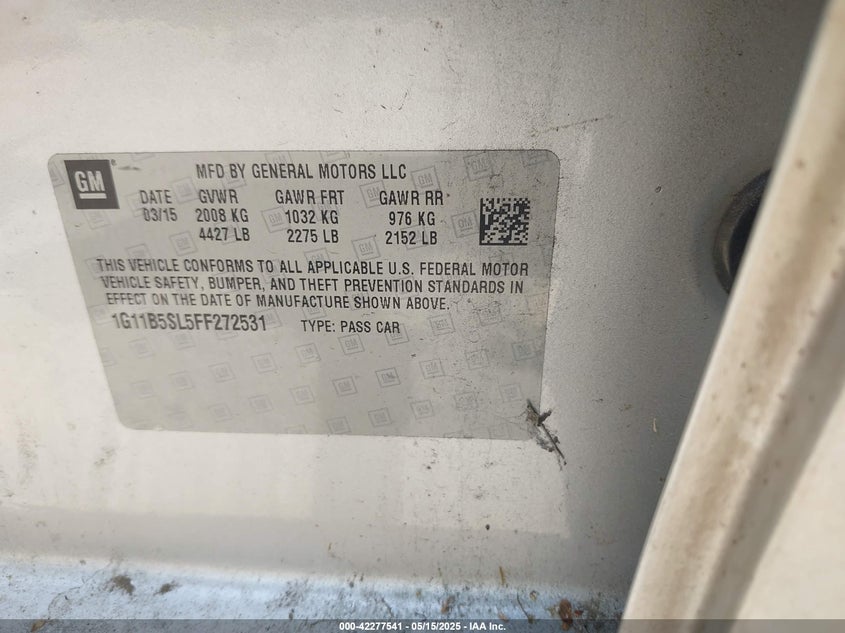 GM
MFD BY GENERAL MOTORS LLC
DATE GVWR GAWR FRT GAWR RR
03/15 2008 KG 1032 KG 976 KG
4427 LB 2275 LB 2152 LB
THIS VEHICLE CONFORMS TO ALL APPLICABLE U.S. FEDERAL MOTOR
VEHICLE SAFETY, BUMPER, AND THEFT PREVENTION STANDARDS IN
EFFECT ON THE DATE OF MANUFACTURE SHOWN ABOVE.
1G11B5SL5FF272531 TYPE: PASS CAR
000-42277541 - 05/15/2025 - IAA Inc.